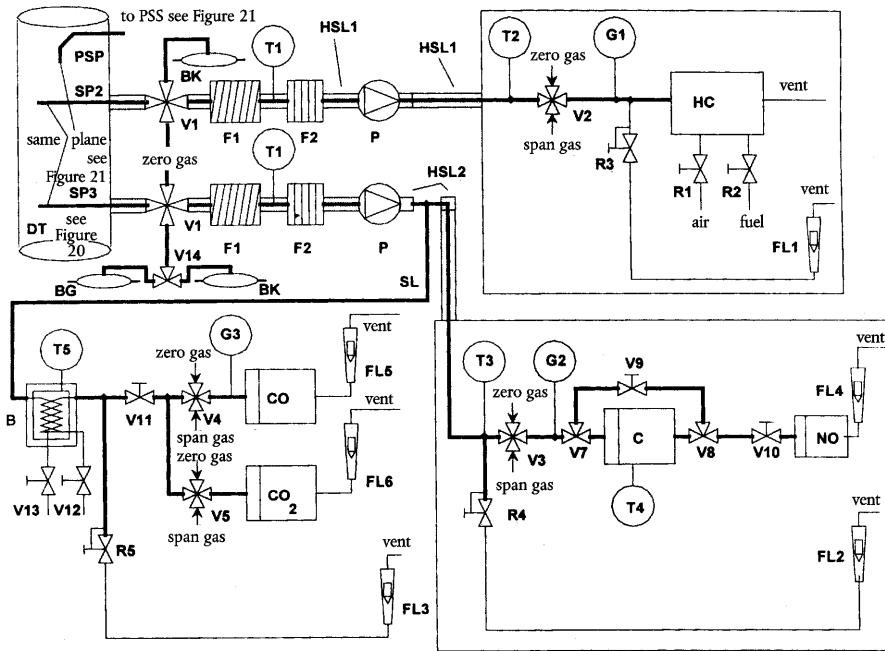 to PSS see Figure 21
PSP
BK
T1
HSL1
HSL1
T2
zero gas
G1
SP2
V1
F1
F2
P
V2
span gas
HC
vent
R3
R1
R2
air
fuel
vent
FL1
same plane
see
Figure 21
zero gas
T1
HSL2
SP3
V1
F1
F2
P
DT
see
Figure
20
V14
BG
BK
SL
vent
FL5
T5
zero gas
G3
B
V11
V4
CO
span gas
zero gas
vent
FL6
V13
V12
V5
CO2
span gas
R5
vent
FL3
T3
zero gas
G2
V9
vent
FL4
V3
V7
C
V8
V10
NO
span gas
T4
R4
vent
FL2